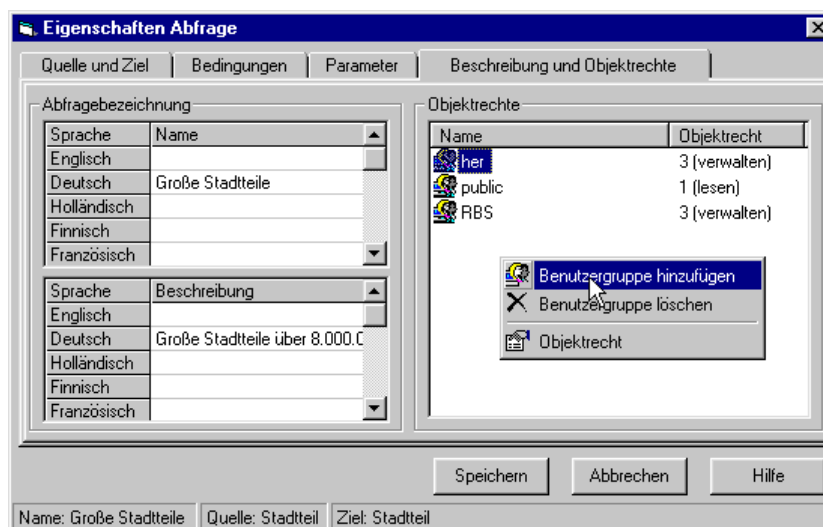 Eigenschaften Abfrage
Quelle und Ziel Bedingungen Parameter Beschreibung und Objektrechte
Abfragebezeichnung
Sprache Name
Englisch
Deutsch Große Stadtteile
Holländisch
Finnisch
Französisch
Sprache Beschreibung
Englisch
Deutsch Große Stadtteile über 8.000.0
Holländisch
Finnisch
Französisch
Objektrechte
Name Objektrecht
her 3 (verwalten)
public 1 (lesen)
RBS 3 (verwalten)
Benutzergruppe hinzufügen
Benutzergruppe löschen
Objektrecht
Speichern Abbrechen Hilfe
Name: Große Stadtteile Quelle: Stadtteil Ziel: Stadtteil